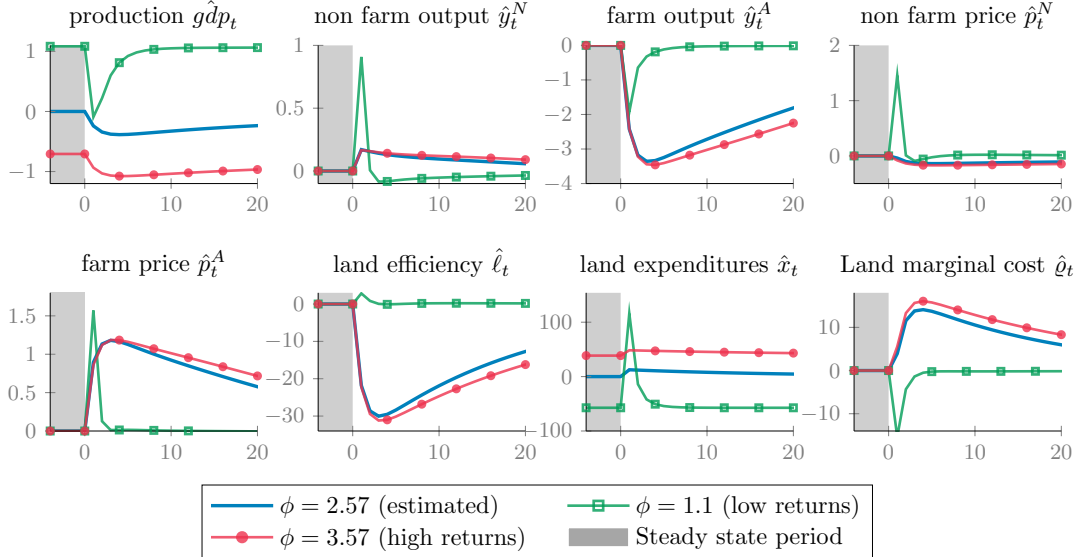 production $g\hat{d}p_t$ non farm output $\hat{y}_t^N$ farm output $\hat{y}_t^A$ non farm price $\hat{p}_t^N$
1 0 −1 0 10 20
1 0.5 0 0 10 20
0 −1 −2 −3 −4 0 10 20
2 1 0 0 10 20
farm price $\hat{p}_t^A$ land efficiency $\hat{\ell}_t$ land expenditures $\hat{x}_t$ Land marginal cost $\hat{\varrho}_t$
1.5 1 0.5 0 0 10 20
0 −10 −20 −30 0 10 20
100 0 −100 0 10 20
10 0 −10 0 10 20
ϕ = 2.57 (estimated) ϕ = 1.1 (low returns)
ϕ = 3.57 (high returns) Steady state period